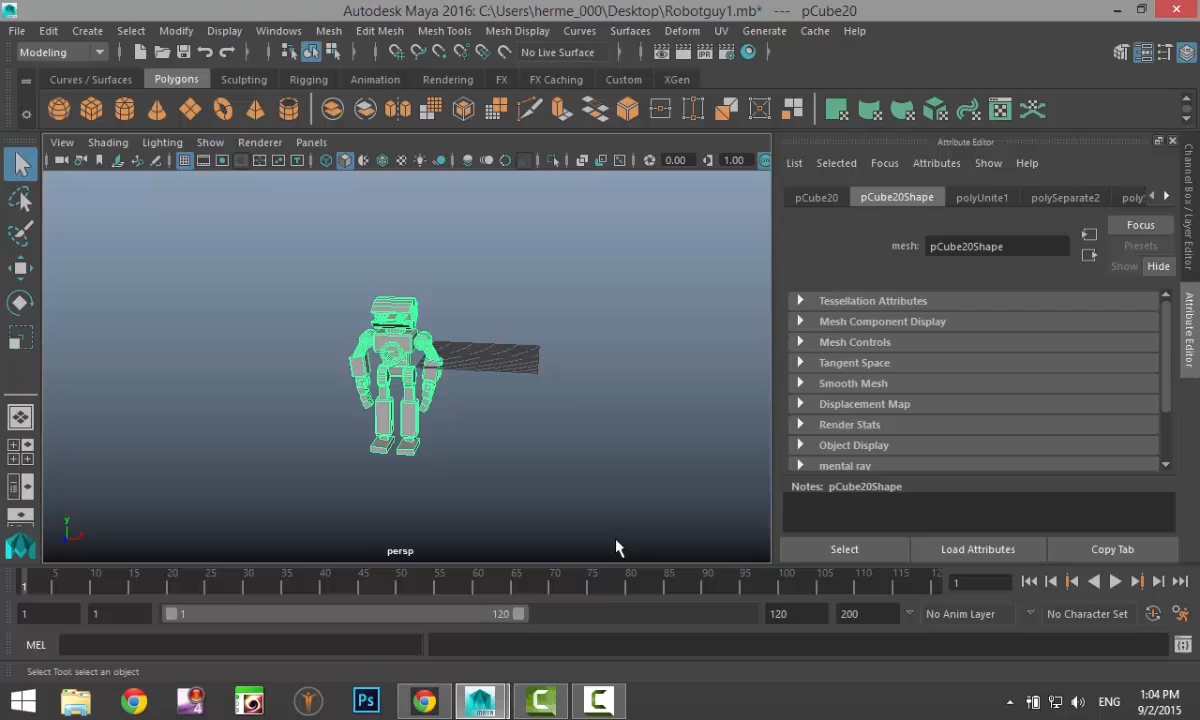 Autodesk Maya 2016: C:\Users\herme_000\Desktop\Robotguy1.mb* --- pCube20
File Edit Create Select Modify Display Windows Mesh Edit Mesh Mesh Tools Mesh Display Curves Surfaces Deform UV Generate Cache Help
Modeling No Live Surface
Curves / Surfaces Polygons Sculpting Rigging Animation Rendering FX FX Caching Custom XGen
View Shading Lighting Show Renderer Panels
0.00 1.00
Attribute Editor
List Selected Focus Attributes Show Help
pCube20 pCube20Shape polyUnite1 polySeparate2 poly
mesh: pCube20Shape
Focus
Presets
Show Hide
Tessellation Attributes
Mesh Component Display
Mesh Controls
Tangent Space
Smooth Mesh
Displacement Map
Render Stats
Object Display
mental ray
Notes: pCube20Shape
Select Load Attributes Copy Tab
Channel Box / Layer Editor
Attribute Editor
y
x
persp
1 5 10 15 20 25 30 35 40 45 50 55 60 65 70 75 80 85 90 95 100 105 110 115 12
1
1 1 1 120 120 200 No Anim Layer No Character Set
MEL
Select Tool: select an object
4 Ps MAYA C C ENG
1:04 PM
9/2/2015